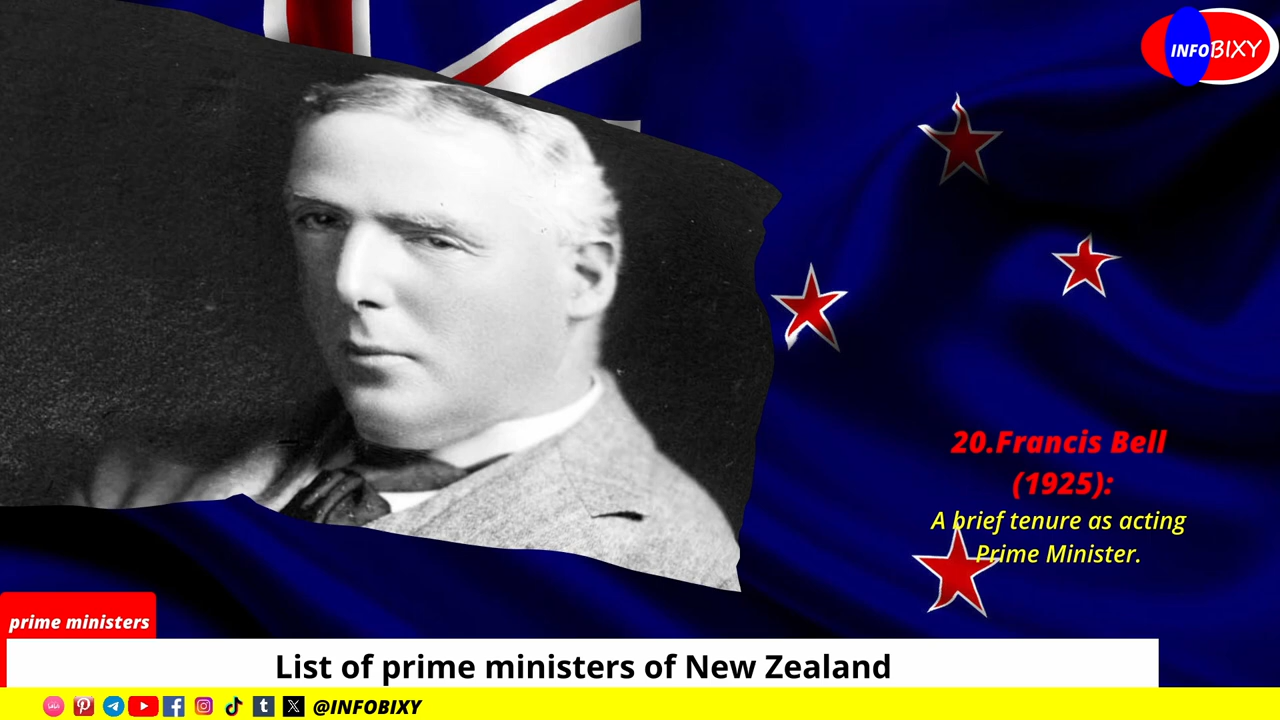 INFOBIXY
20.Francis Bell
(1925):
A brief tenure as acting
Prime Minister.
prime ministers
List of prime ministers of New Zealand
@INFOBIXY